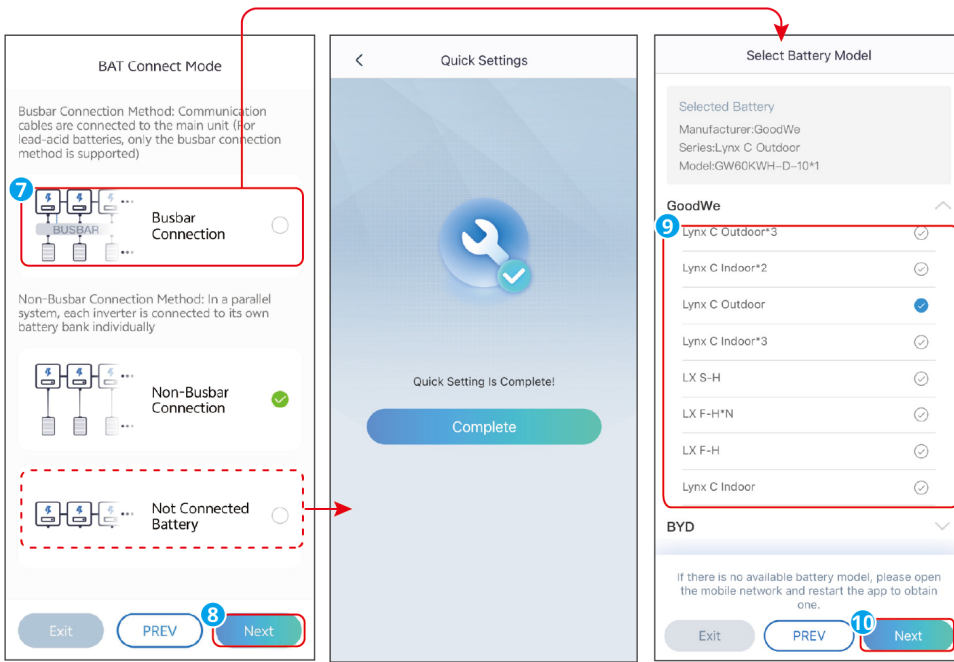 BAT Connect Mode
Busbar Connection Method: Communication
cables are connected to the main unit (For
lead-acid batteries, only the busbar connection
method is supported)
7
BUSBAR
Busbar
Connection
Non-Busbar Connection Method: In a parallel
system, each inverter is connected to its own
battery bank individually
Non-Busbar
Connection
Not Connected
Battery
8
Exit
PREV
Next
Quick Settings
Quick Setting Is Complete!
Complete
Select Battery Model
Selected Battery
Manufacturer:GoodWe
Series:Lynx C Outdoor
Model:GW60KWH-D-10*1
GoodWe
9
Lynx C Outdoor*3
Lynx C Indoor*2
Lynx C Outdoor
Lynx C Indoor*3
LX S-H
LX F-H*N
LX F-H
Lynx C Indoor
BYD
If there is no available battery model, please open
the mobile network and restart the app to obtain
one.
10
Exit
PREV
Next